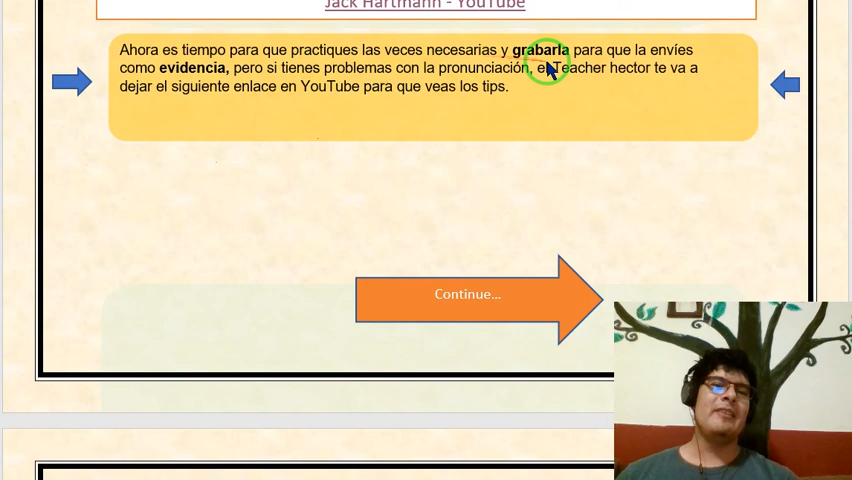 Jack Hartmann - YouTube
Ahora es tiempo para que practiques las veces necesarias y grabarla para que la envíes
como evidencia, pero si tienes problemas con la pronunciación, el Teacher hector te va a
dejar el siguiente enlace en YouTube para que veas los tips.
Continue...